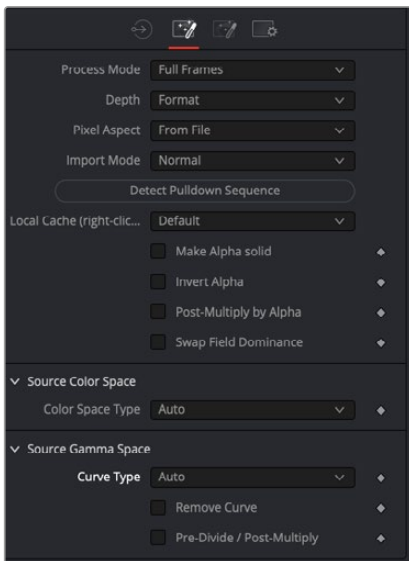 Process Mode Full Frames
Depth Format
Pixel Aspect From File
Import Mode Normal
Detect Pulldown Sequence
Local Cache (right-clic... Default
Make Alpha solid
Invert Alpha
Post-Multiply by Alpha
Swap Field Dominance
Source Color Space
Color Space Type Auto
Source Gamma Space
Curve Type Auto
Remove Curve
Pre-Divide / Post-Multiply